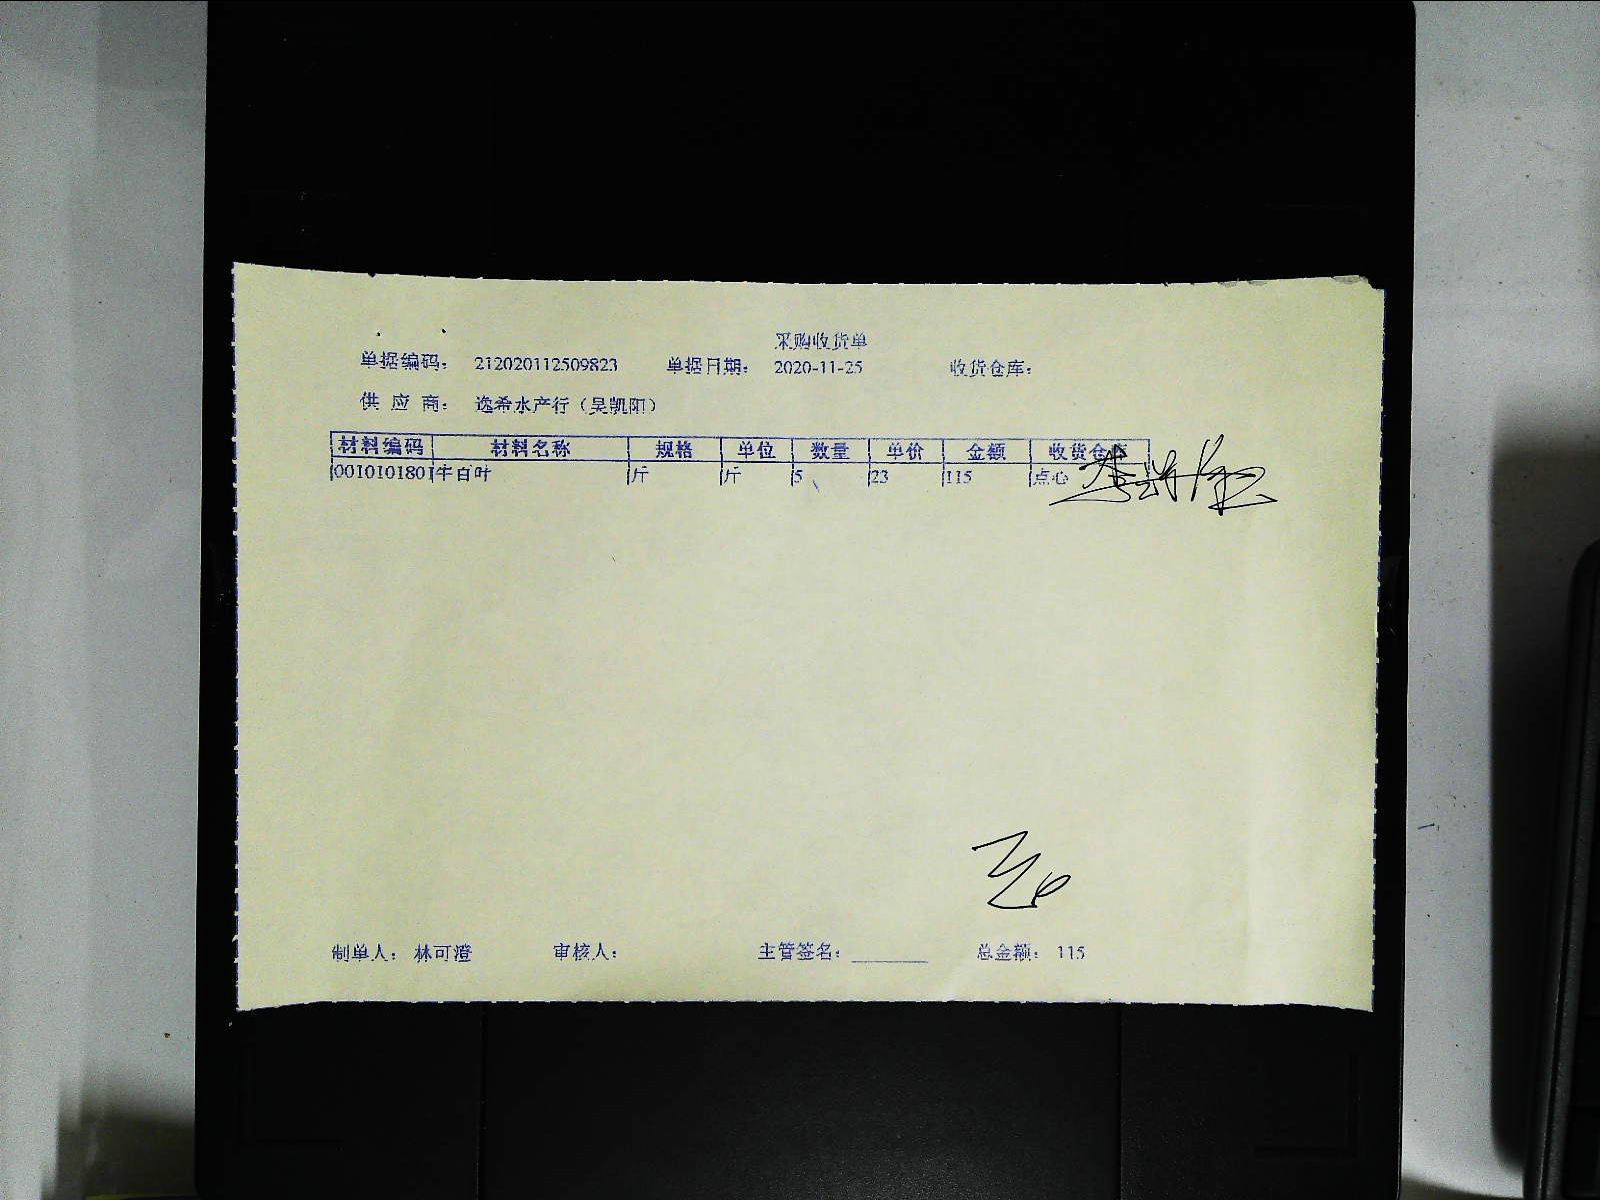 采购收货单
单据编码： 212020112509823 单据日期： 2020-11-25 收货仓库：
供 应 商： 逸希水产行（吴凯阳）
材料编码 材料名称 规格 单位 数量 单价 金额 收货仓库
0010101801 牛百叶 斤 斤 5 23 115 点心
制单人： 林可澄 审核人： 主管签名： 总金额： 115